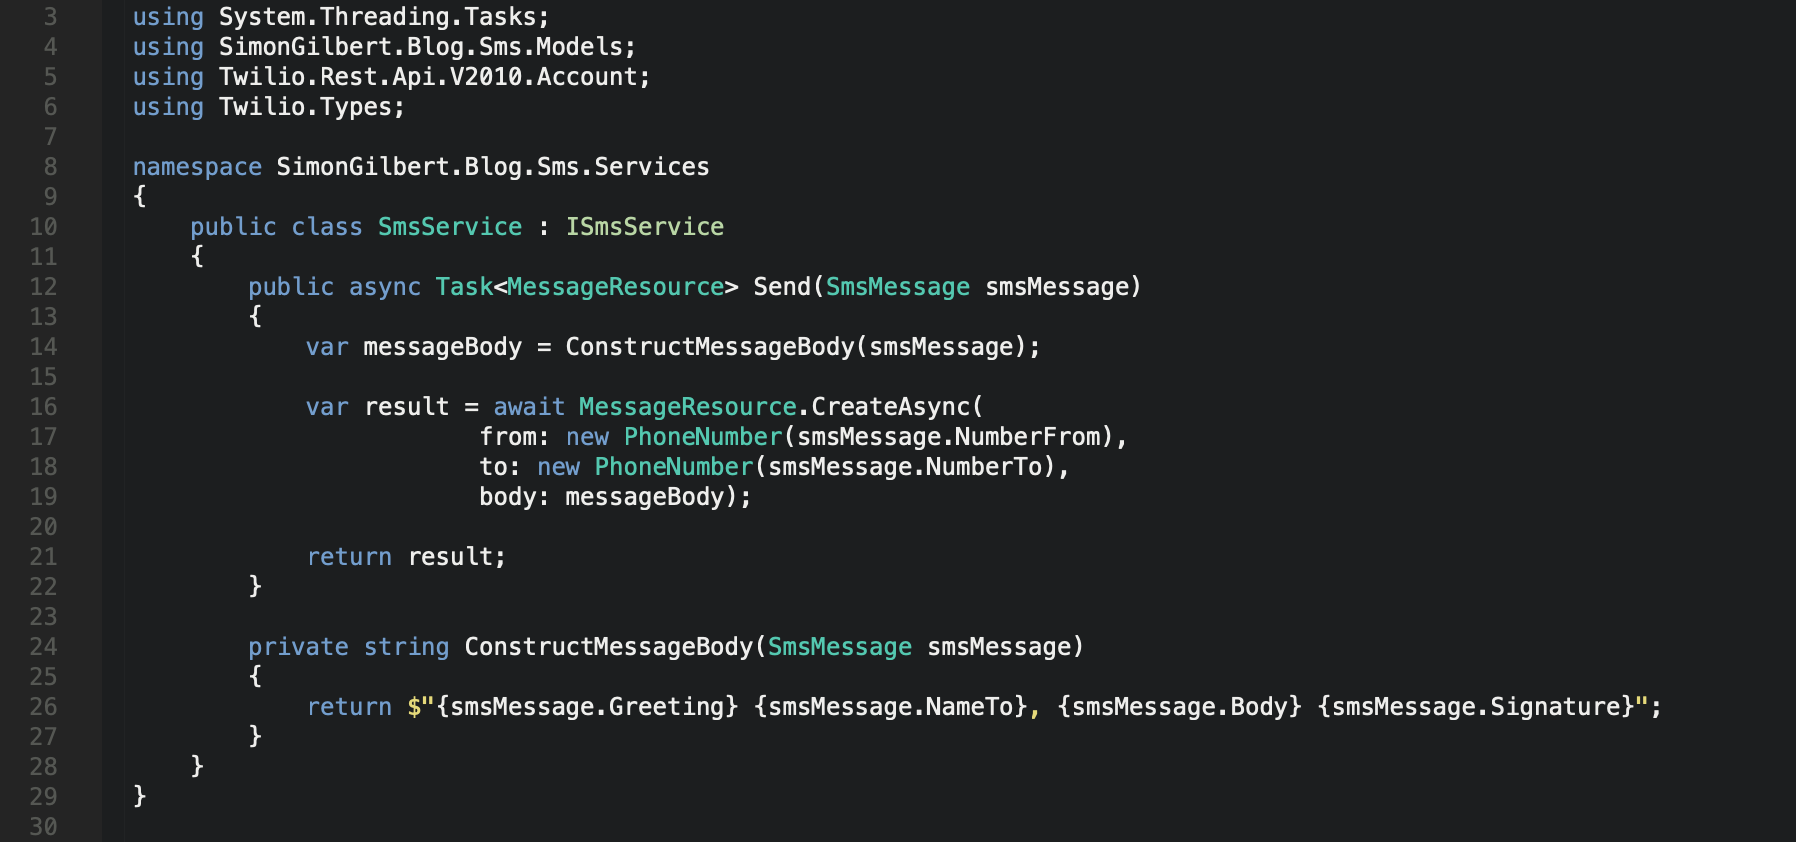 3 using System.Threading.Tasks;
4 using SimonGilbert.Blog.Sms.Models;
5 using Twilio.Rest.Api.V2010.Account;
6 using Twilio.Types;
7
8 namespace SimonGilbert.Blog.Sms.Services
9 {
10     public class SmsService : ISmsService
11     {
12         public async Task<MessageResource> Send(SmsMessage smsMessage)
13         {
14             var messageBody = ConstructMessageBody(smsMessage);
15
16             var result = await MessageResource.CreateAsync(
17                         from: new PhoneNumber(smsMessage.NumberFrom),
18                         to: new PhoneNumber(smsMessage.NumberTo),
19                         body: messageBody);
20
21             return result;
22         }
23
24         private string ConstructMessageBody(SmsMessage smsMessage)
25         {
26             return $"{smsMessage.Greeting} {smsMessage.NameTo}, {smsMessage.Body} {smsMessage.Signature}";
27         }
28     }
29 }
30